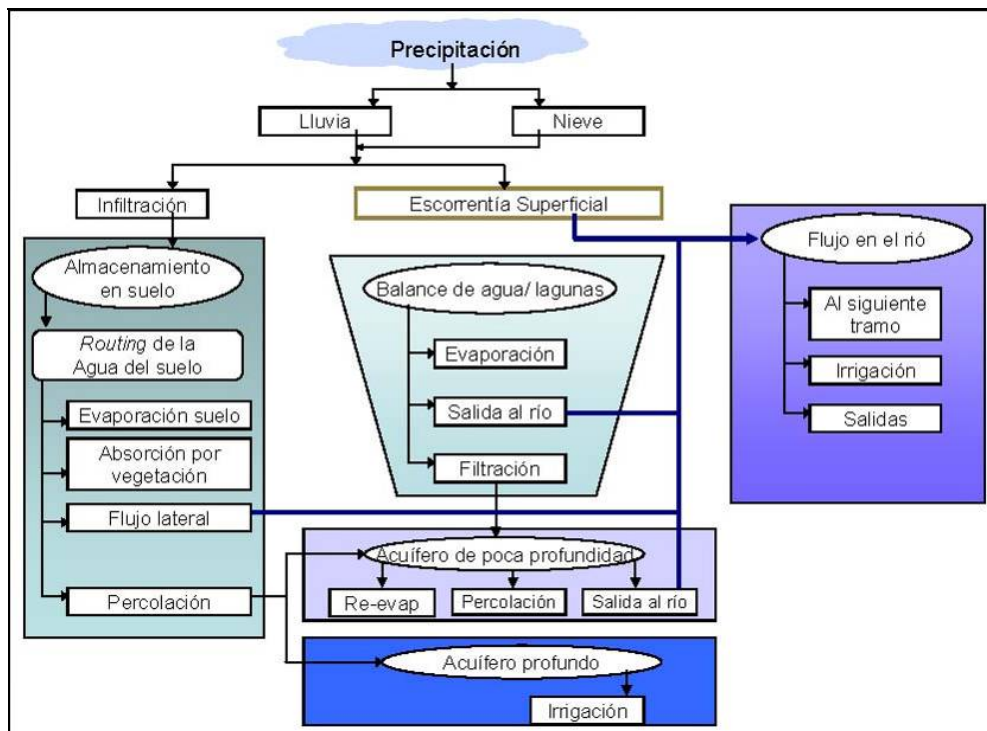 Precipitación
Lluvia
Nieve
Infiltración
Escorrentía Superficial
Almacenamiento
en suelo
Routing de la
Agua del suelo
Evaporación suelo
Absorción por
vegetación
Flujo lateral
Percolación
Balance de agua/ lagunas
Evaporación
Salida al río
Filtración
Flujo en el rió
Al siguiente
tramo
Irrigación
Salidas
Acuífero de poca profundidad
Re-evap
Percolación
Salida al río
Acuífero profundo
Irrigación